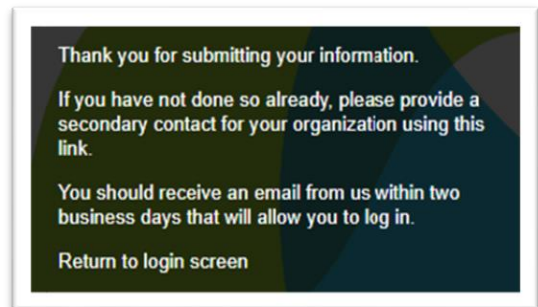 Thank you for submitting your information.
If you have not done so already, please provide a
secondary contact for your organization using this
link.
You should receive an email from us within two
business days that will allow you to log in.
Return to login screen